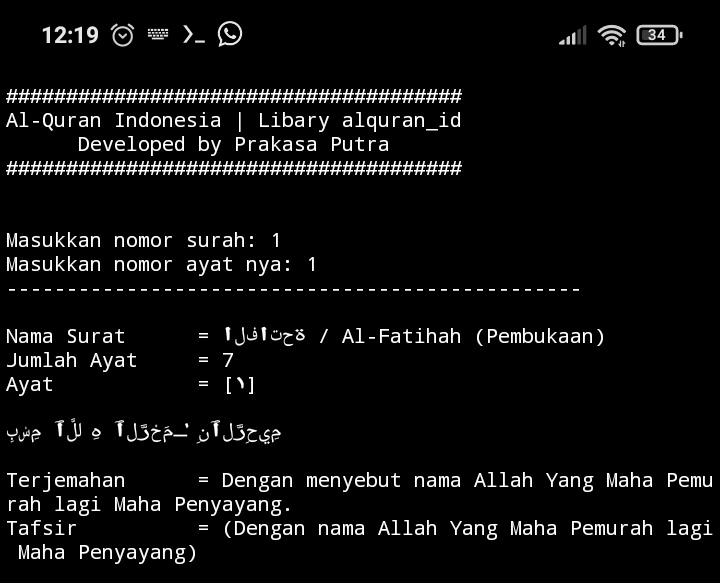 12:19
34
######################################
Al-Quran Indonesia | Libary alquran_id
Developed by Prakasa Putra
######################################
Masukkan nomor surah: 1
Masukkan nomor ayat nya: 1
------------------------------------------------
Nama Surat = الفاتحة / Al-Fatihah (Pembukaan)
Jumlah Ayat = 7
Ayat = [١]
بِسْمِ ٱللَّهِ ٱلرَّحْمَـٰنِ ٱلرَّحِيمِ
Terjemahan = Dengan menyebut nama Allah Yang Maha Pemu
rah lagi Maha Penyayang.
Tafsir = (Dengan nama Allah Yang Maha Pemurah lagi
Maha Penyayang)